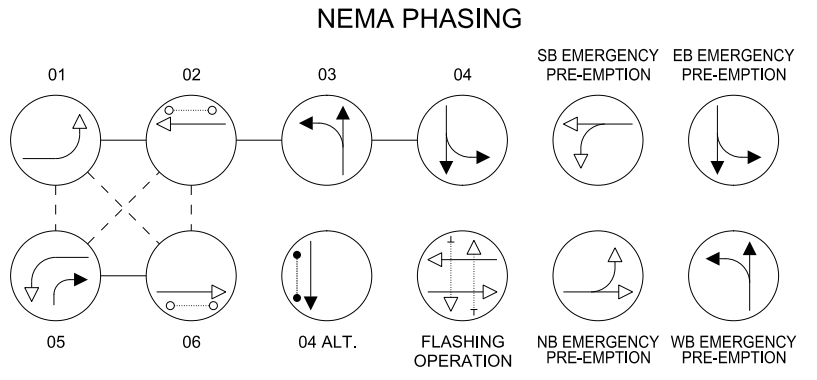 NEMA PHASING
01
02
03
04
SB EMERGENCY
PRE-EMPTION
EB EMERGENCY
PRE-EMPTION
05
06
04 ALT.
FLASHING
OPERATION
NB EMERGENCY
PRE-EMPTION
WB EMERGENCY
PRE-EMPTION